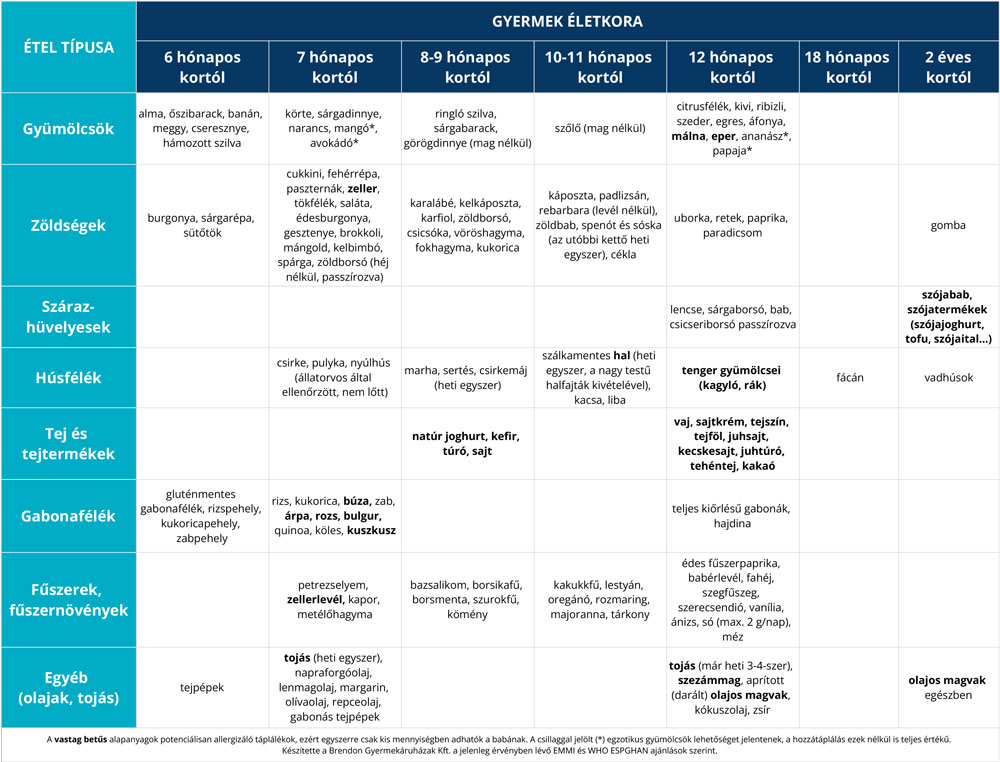 ÉTEL TÍPUSA
GYERMEK ÉLETKORA
6 hónapos
kortól
7 hónapos
kortól
8-9 hónapos
kortól
10-11 hónapos
kortól
12 hónapos
kortól
18 hónapos
kortól
2 éves
kortól
Gyümölcsök
alma, őszibarack, banán,
meggy, cseresznye,
hámozott szilva
körte, sárgadinnye,
narancs, mangó*,
avokádó*
ringló szilva,
sárgabarack,
görögdinnye (mag nélkül)
szőlő (mag nélkül)
citrusfélék, kivi, ribizli,
szeder, egres, áfonya,
málna, eper, ananász*,
papaja*
Zöldségek
burgonya, sárgarépa,
sütőtök
cukkini, fehérrépa,
paszternák, zeller,
tökfélék, saláta,
édesburgonya,
gesztenye, brokkoli,
mángold, kelbimbó,
spárga, zöldborsó (héj
nélkül, passzírozva)
karalábé, kelkáposzta,
karfiol, zöldborsó,
csicsóka, vöröshagyma,
fokhagyma, kukorica
káposzta, padlizsán,
rebarbara (levél nélkül),
zöldbab, spenót és sóska
(az utóbbi kettő heti
egyszer), cékla
uborka, retek, paprika,
paradicsom
gomba
Száraz-
hüvelyesek
lencse, sárgaborsó, bab,
csicseriborsó passzírozva
szójabab,
szójatermékek
(szójajoghurt,
tofu, szójaital...)
Húsfélék
csirke, pulyka, nyúlhús
(állatorvos által
ellenőrzött, nem lőtt)
marha, sertés, csirkemáj
(heti egyszer)
szálkamentes hal (heti
egyszer, a nagy testű
halfajták kivételével),
kacsa, liba
tenger gyümölcsei
(kagyló, rák)
fácán
vadhúsok
Tej és
tejtermékek
natúr joghurt, kefir,
túró, sajt
vaj, sajtkrém, tejszín,
tejföl, juhsajt,
kecskesajt, juhtúró,
tehéntej, kakaó
Gabonafélék
gluténmentes
gabonafélék, rizspehely,
kukoricapehely,
zabpehely
rizs, kukorica, búza, zab,
árpa, rozs, bulgur,
quinoa, köles, kuszkusz
teljes kiőrlésű gabonák,
hajdina
Fűszerek,
fűszernövények
petrezselyem,
zellerlevél, kapor,
metélőhagyma
bazsalikom, borsikafű,
borsmenta, szurokfű,
kömény
kakukkfű, lestyán,
oregánó, rozmaring,
majoranna, tárkony
édes fűszerpaprika,
babérlevél, fahéj,
szegfűszeg,
szerecsendió, vanília,
ánizs, só (max. 2 g/nap),
méz
Egyéb
(olajak, tojás)
tejpépek
tojás (heti egyszer),
napraforgóolaj,
lenmagolaj, margarin,
olívaolaj, repceolaj,
gabonás tejpépek
tojás (már heti 3-4-szer),
szezámmag, aprított
(darált) olajos magvak,
kókuszolaj, zsír
olajos magvak
egészben
A vastag betűs alapanyagok potenciálisan allergizáló táplálékok, ezért egyszerre csak kis mennyiségben adhatók a babának. A csillaggal jelölt (*) egzotikus gyümölcsök lehetőséget jelentenek, a hozzátáplálás ezek nélkül is teljes értékű.
Készítette a Brendon Gyermekáruházak Kft. a jelenleg érvényben lévő EMMI és WHO ESPGHAN ajánlások szerint.